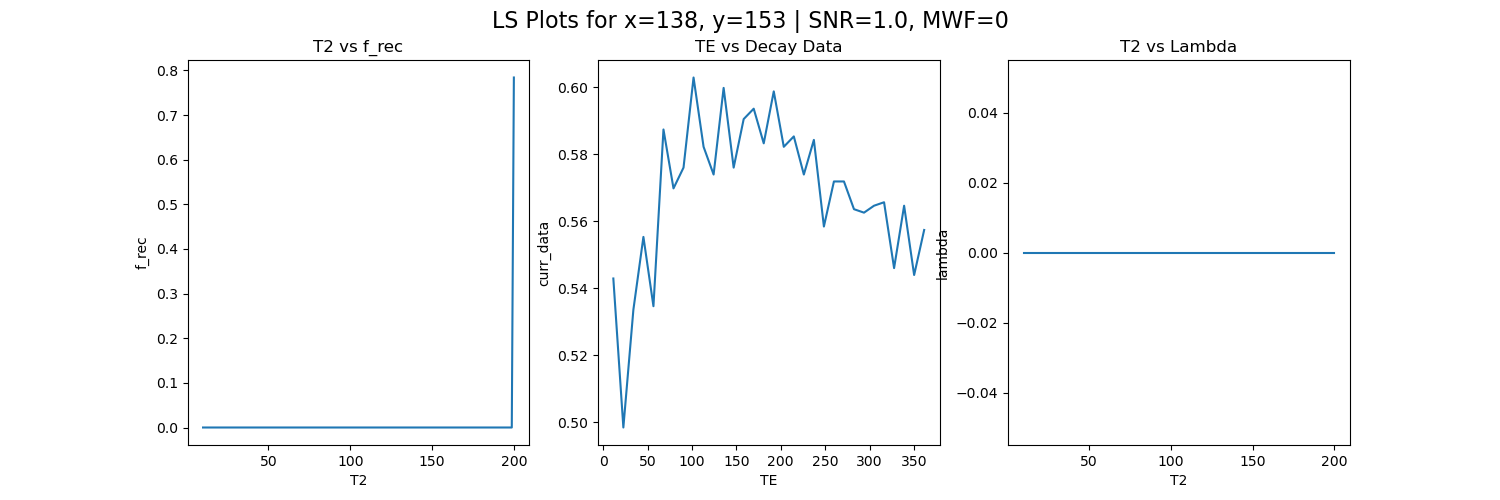 LS Plots for x=138, y=153 | SNR=1.0, MWF=0
T2 vs f_rec
f_rec
0.8
0.7
0.6
0.5
0.4
0.3
0.2
0.1
0.0
50 100 150 200
T2
TE vs Decay Data
curr_data
0.60
0.58
0.56
0.54
0.52
0.50
0 50 100 150 200 250 300 350
TE
T2 vs Lambda
lambda
0.04
0.02
0.00
−0.02
−0.04
50 100 150 200
T2